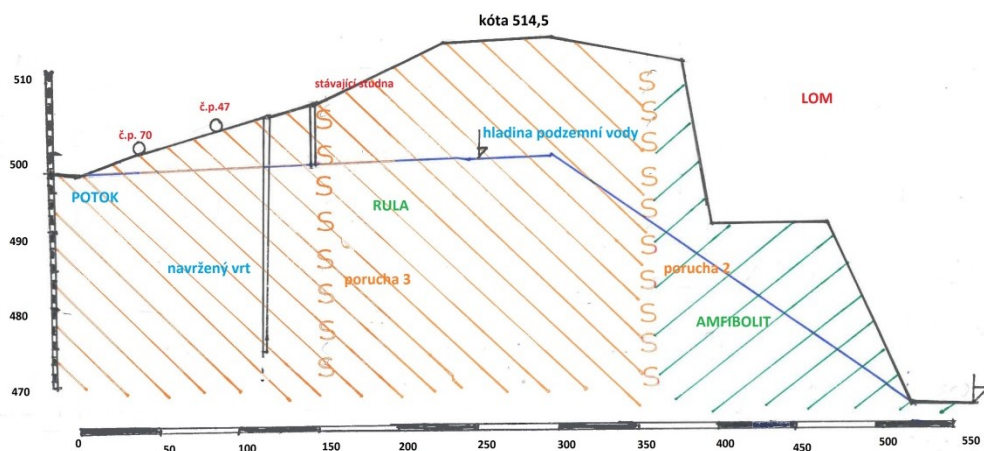 kóta 514,5
510
stávající studna
LOM
č.p.47
č.p. 70
hladina podzemní vody
500
POTOK
RULA
490
navržený vrt
porucha 3
porucha 2
480
AMFIBOLIT
470
0
50
100
150
200
250
300
350
400
450
500
550